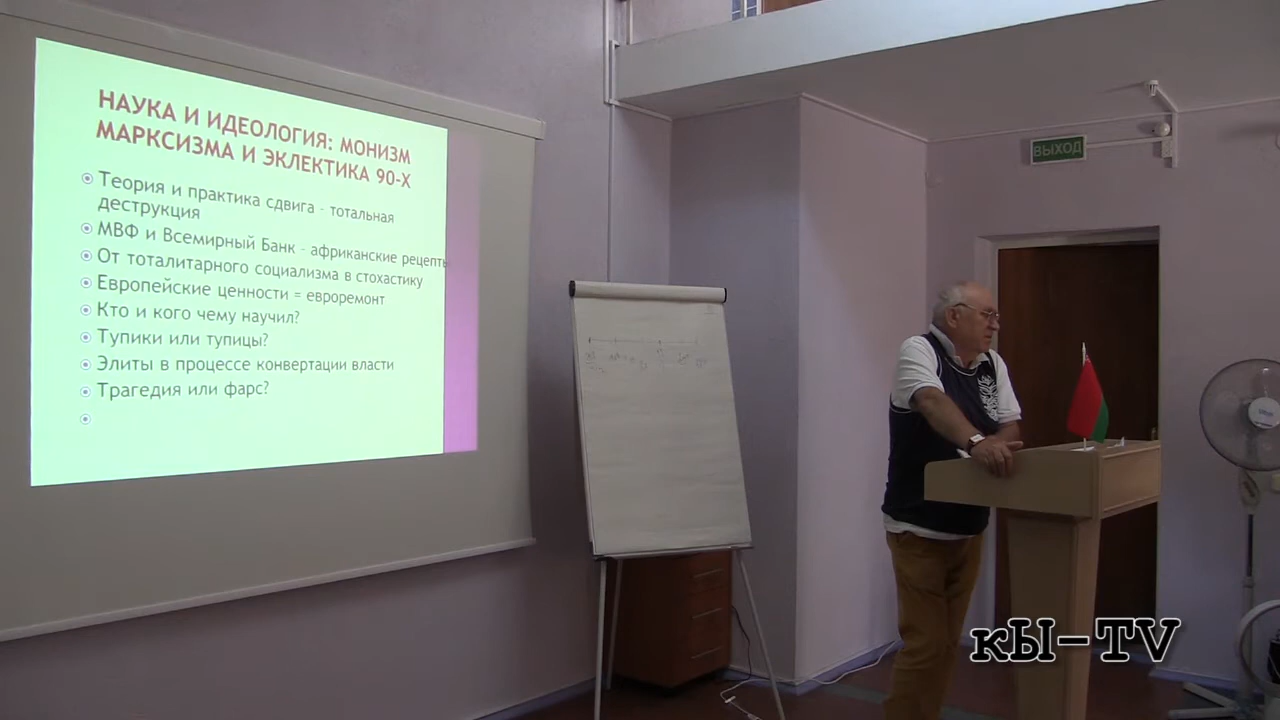 НАУКА И ИДЕОЛОГИЯ: МОНИЗМ
МАРКСИЗМА И ЭКЛЕКТИКА 90-Х
Теория и практика сдвига - тотальная
деструкция
МВФ и Всемирный Банк - африканские рецепты
От тоталитарного социализма в стохастику
Европейские ценности = евроремонт
Кто и кого чему научил?
Тупики или тупицы?
Элиты в процессе конвертации власти
Трагедия или фарс?
ВЫХОД
кЫ-TV